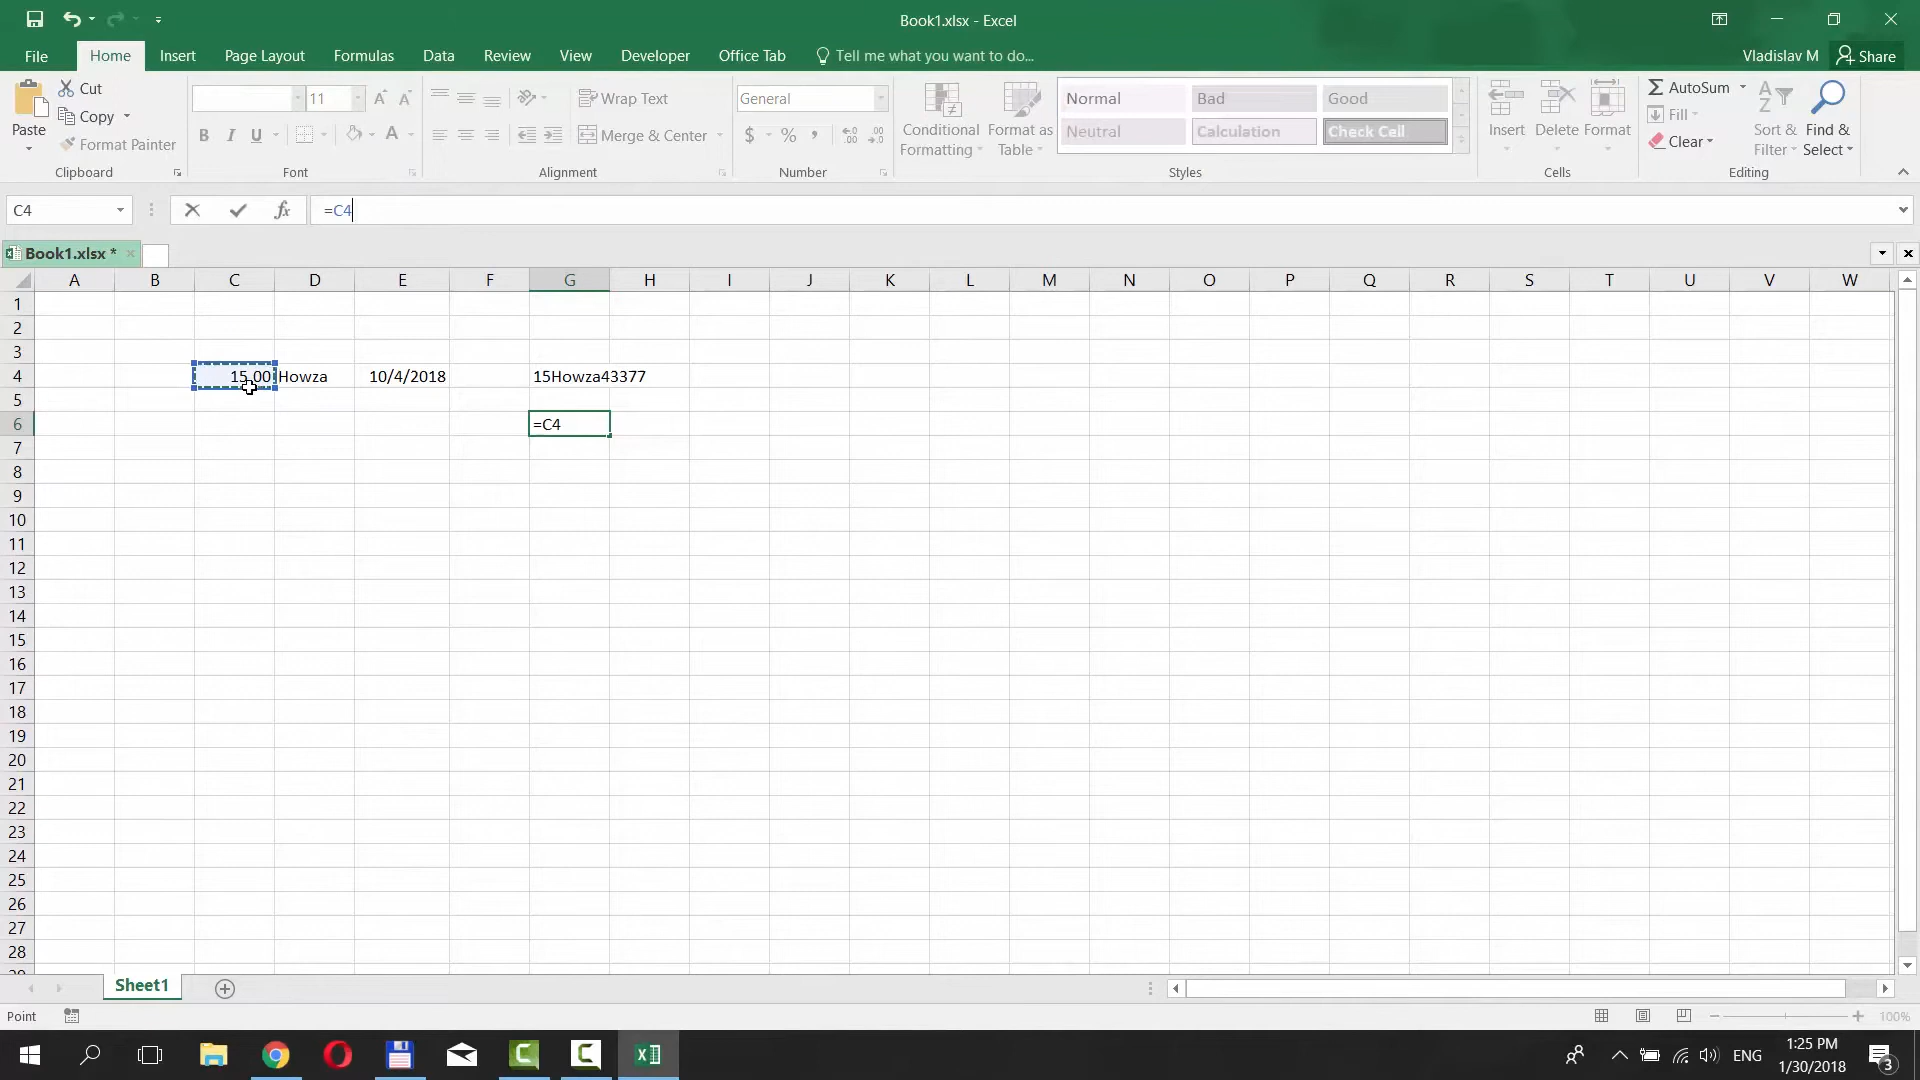 Book1.xlsx - Excel
File Home Insert Page Layout Formulas Data Review View Developer Office Tab Tell me what you want to do... Vladislav M Share
Paste
Cut
Copy
Format Painter
Clipboard
11
B I U A
Font
Wrap Text
Merge & Center
Alignment
General
$ % ,
Number
Conditional Formatting
Format as Table
Normal Bad Good
Neutral Calculation Check Cell
Styles
Insert Delete Format
Cells
AutoSum
Fill
Clear
Sort & Filter
Find & Select
Editing
C4 fx =C4
Book1.xlsx *
A B C D E F G H I J K L M N O P Q R S T U V W
1
2
3
4 15.00 Howza 10/4/2018 15Howza43377
5
6 =C4
7
8
9
10
11
12
13
14
15
16
17
18
19
20
21
22
23
24
25
26
27
28
29
Sheet1
Point 100%
ENG 1:25 PM
1/30/2018 3